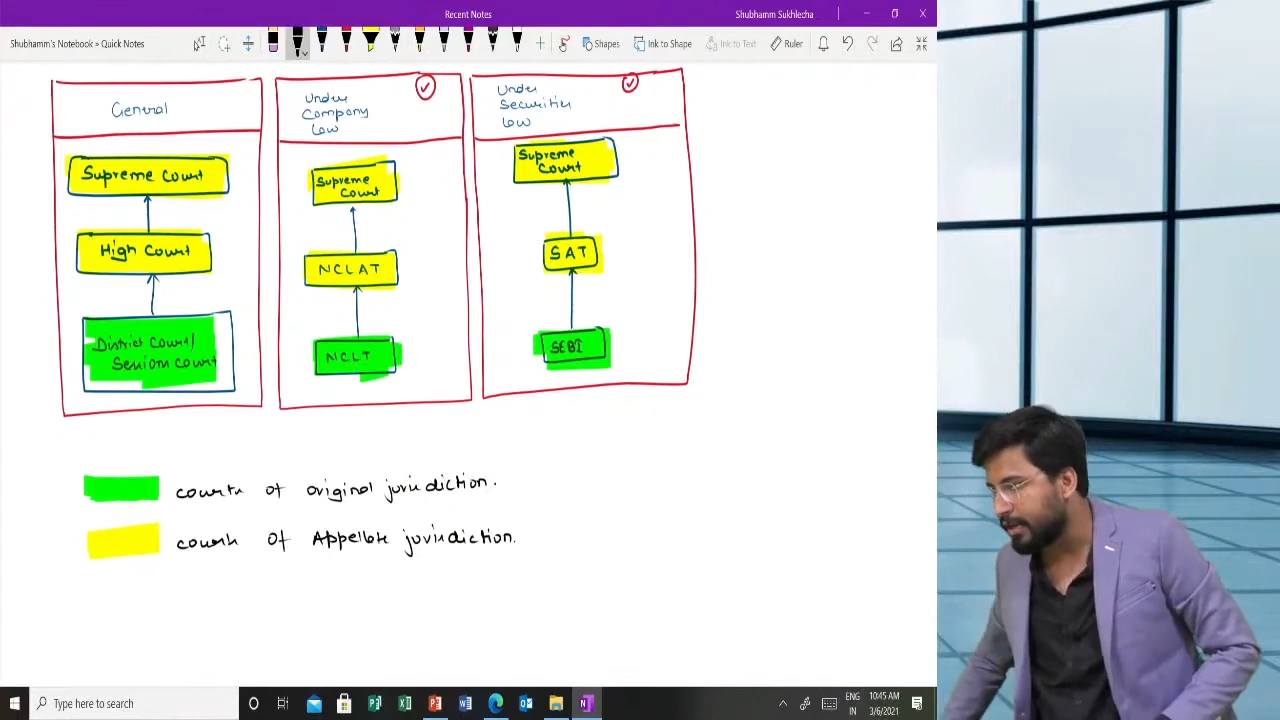 Recent Notes
Shubhamm Sukhlecha
Shubhamm's Notebook » Quick Notes
Shapes
Ink to Shape
Ink to Text
Ruler
General
Supreme Court
High Court
District Court/
Sessions court
Under
Company
Law
Supreme
Court
NCLAT
NCLT
Under
Securities
Law
Supreme
Court
SAT
SEBI
courts of original jurisdiction.
courts of Appellate jurisdiction.
Type here to search
ENG
IN
10:45 AM
3/6/2021